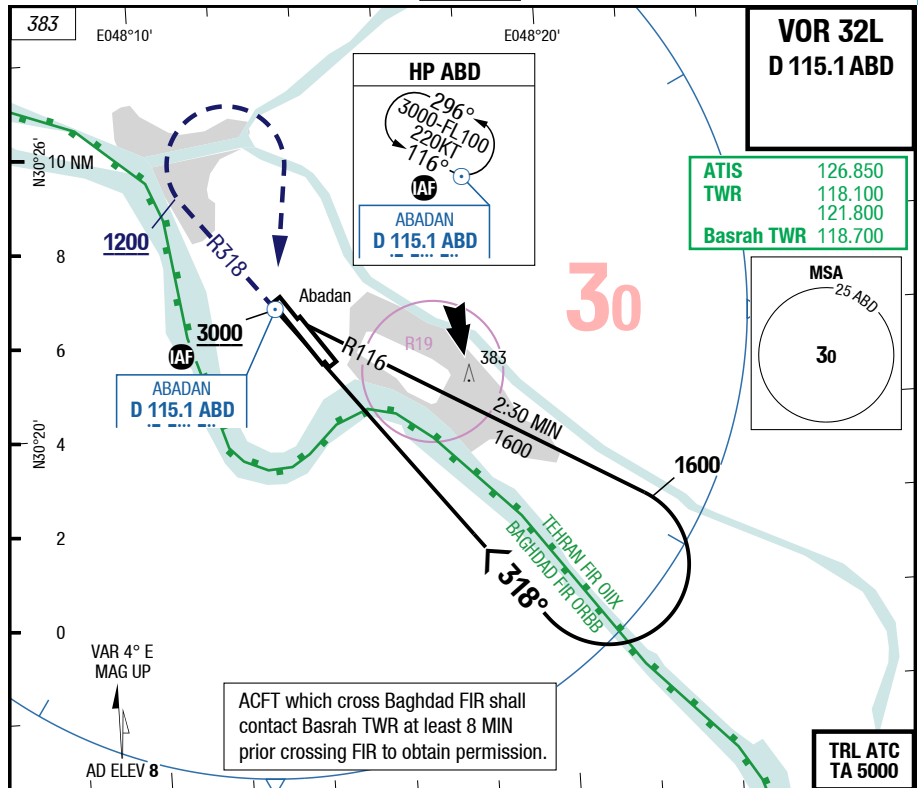 383
E048°10'
E048°20'
VOR 32L
D 115.1 ABD
HP ABD
296°
3000-FL100
220KT
116°
IAF
ABADAN
D 115.1 ABD
ATIS 126.850
TWR 118.100
121.800
Basrah TWR 118.700
MSA
25 ABD
30
30
N30°26'
10 NM
8
6
N30°20'
4
2
0
1200
R318
3000
IAF
ABADAN
D 115.1 ABD
Abadan
R19
383
R116
2:30 MIN
1600
1600
318°
TEHRAN FIR OIIX
BAGHDAD FIR ORBB
VAR 4° E
MAG UP
AD ELEV 8
ACFT which cross Baghdad FIR shall
contact Basrah TWR at least 8 MIN
prior crossing FIR to obtain permission.
TRL ATC
TA 5000